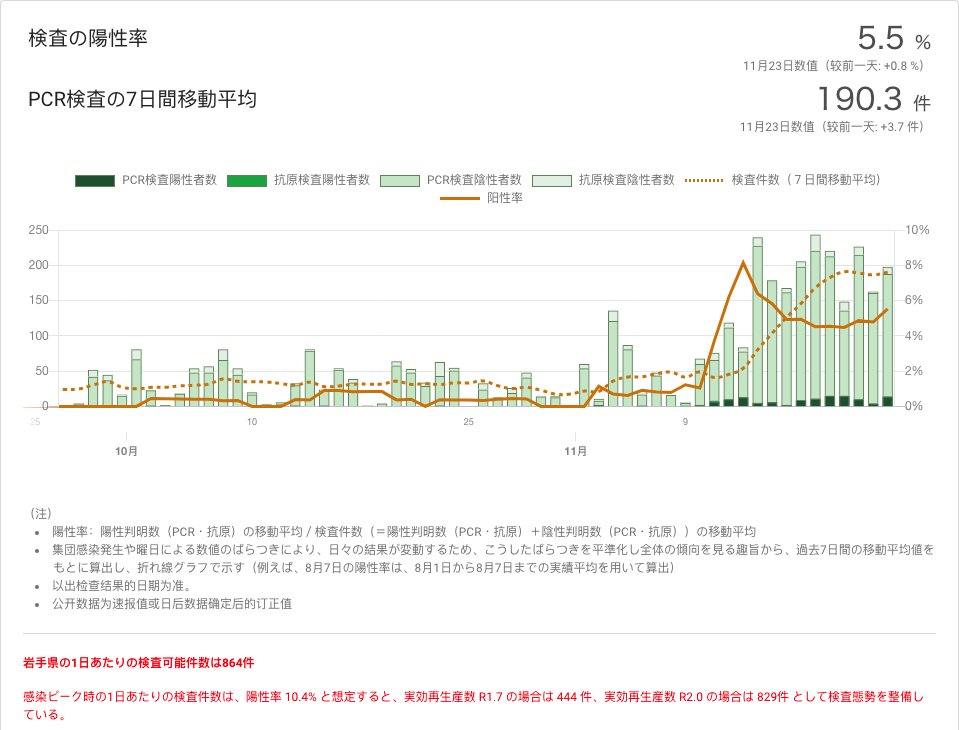 検査の陽性率
5.5 %
11月23日数值（较前一天: +0.8 %）
PCR検査の7日間移動平均
190.3 件
11月23日数值（较前一天: +3.7 件）
PCR検査陽性者数 抗原検査陽性者数 PCR検査陰性者数 抗原検査陰性者数 検査件数（７日間移動平均）
阳性率
250 10%
200 8%
150 6%
100 4%
50 2%
0 0%
25 10 25 9
10月 11月
（注）
• 陽性率：陽性判明数（PCR・抗原）の移動平均 / 検査件数（＝陽性判明数（PCR・抗原）＋陰性判明数（PCR・抗原））の移動平均
• 集団感染発生や曜日による数値のばらつきにより、日々の結果が変動するため、こうしたばらつきを平準化し全体の傾向を見る趣旨から、過去7日間の移動平均値を
もとに算出し、折れ線グラフで示す（例えば、8月7日の陽性率は、8月1日から8月7日までの実績平均を用いて算出）
• 以出检查结果的日期为准。
• 公开数据为速报值或日后数据确定后的订正值
岩手県の1日あたりの検査可能件数は864件
感染ピーク時の1日あたりの検査件数は、陽性率 10.4% と想定すると、実効再生産数 R1.7 の場合は 444 件、実効再生産数 R2.0 の場合は 829件 として検査態勢を整備し
ている。